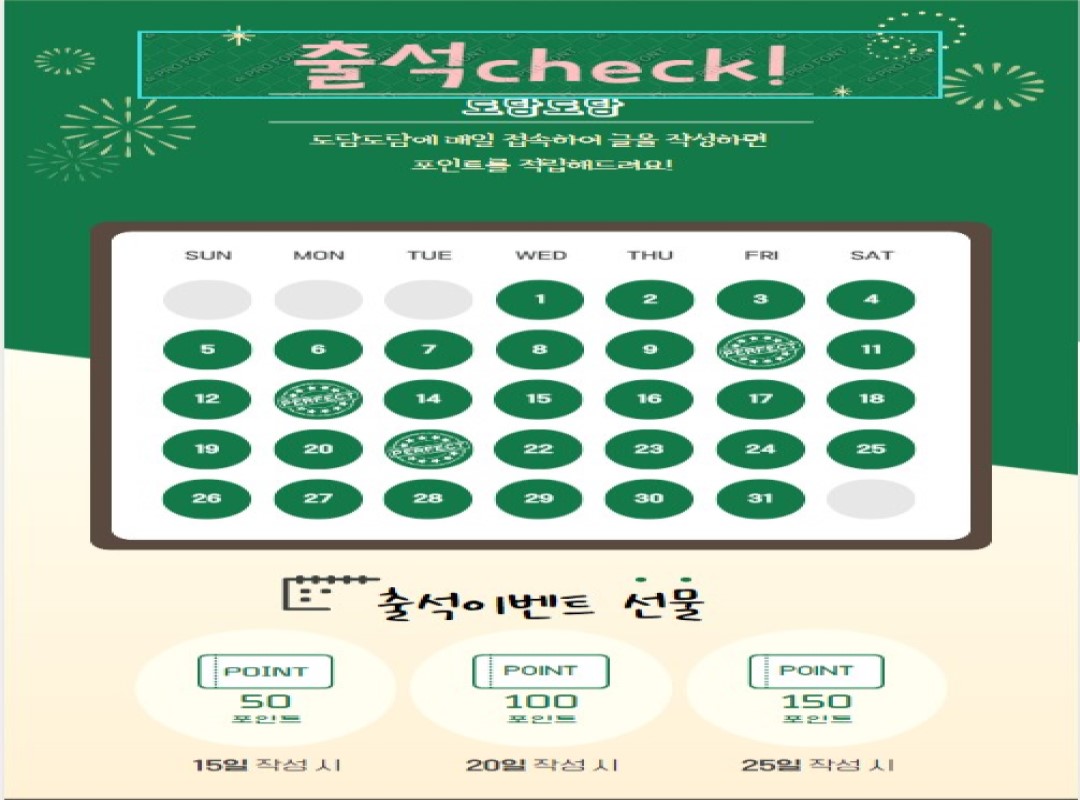 출석check!
도담도담
도담도담에 매일 접속하여 글을 작성하면
포인트를 적립해드려요!
SUN MON TUE WED THU FRI SAT
1 2 3 4
5 6 7 8 9 PERFECT 11
12 PERFECT 14 15 16 17 18
19 20 PERFECT 22 23 24 25
26 27 28 29 30 31
출석이벤트 선물
POINT POINT POINT
50 100 150
포인트 포인트 포인트
15일 작성 시 20일 작성 시 25일 작성 시